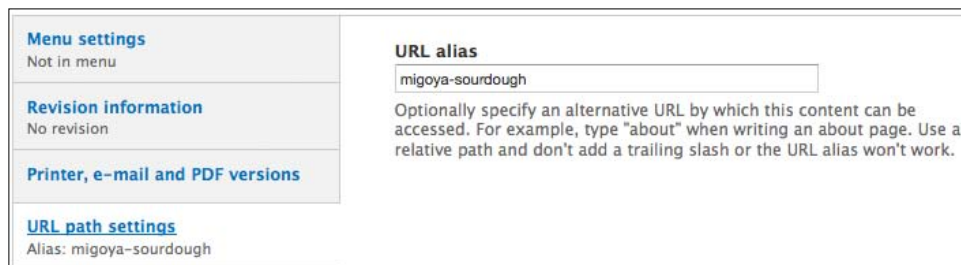 Menu settings
Not in menu
Revision information
No revision
Printer, e-mail and PDF versions
URL path settings
Alias: migoya-sourdough
URL alias
migoya-sourdough
Optionally specify an alternative URL by which this content can be
accessed. For example, type "about" when writing an about page. Use a
relative path and don't add a trailing slash or the URL alias won't work.